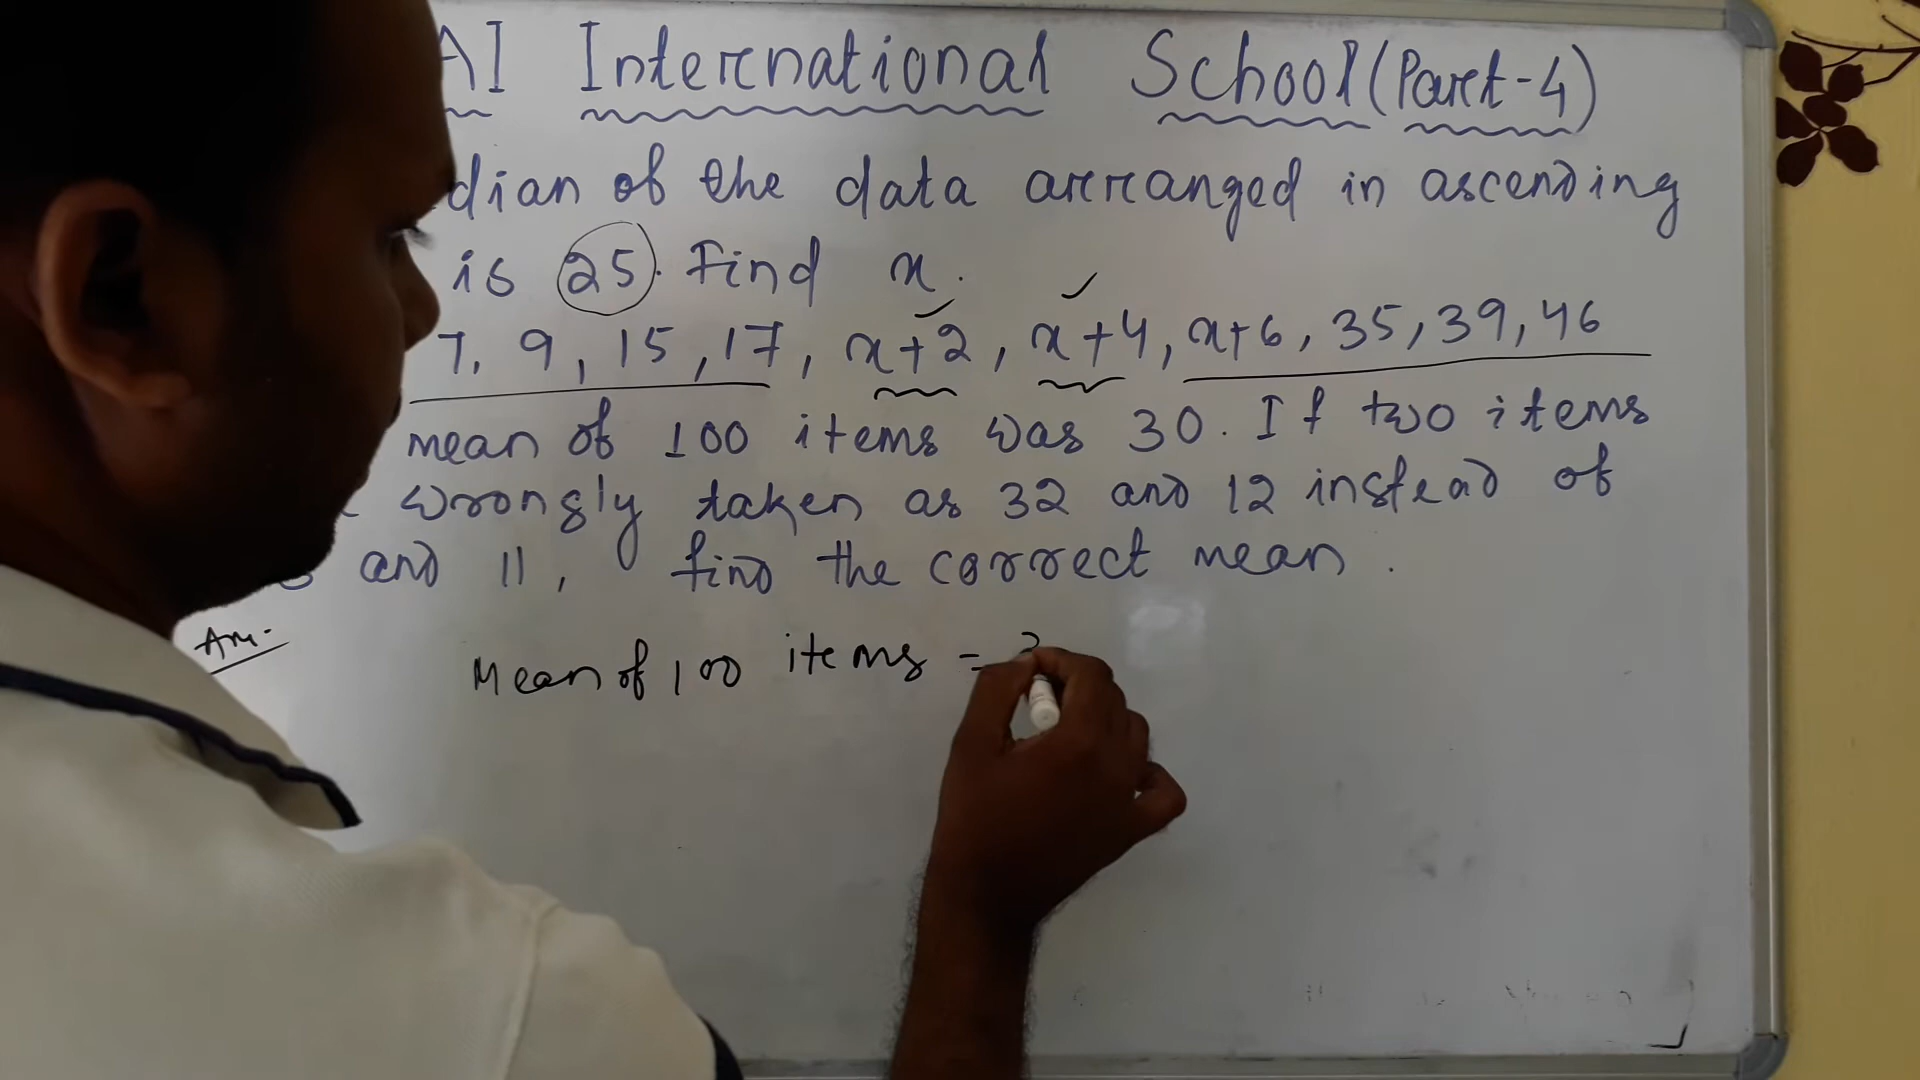 AI International School (Part-4)
dian of the data arranged in ascending
is 25. Find x.
7, 9, 15, 17, x+2, x+4, x+6, 35, 39, 46
mean of 100 items was 30. If two items
wrongly taken as 32 and 12 instead of
and 11, find the correct mean.
Ans.
Mean of 100 items = 3